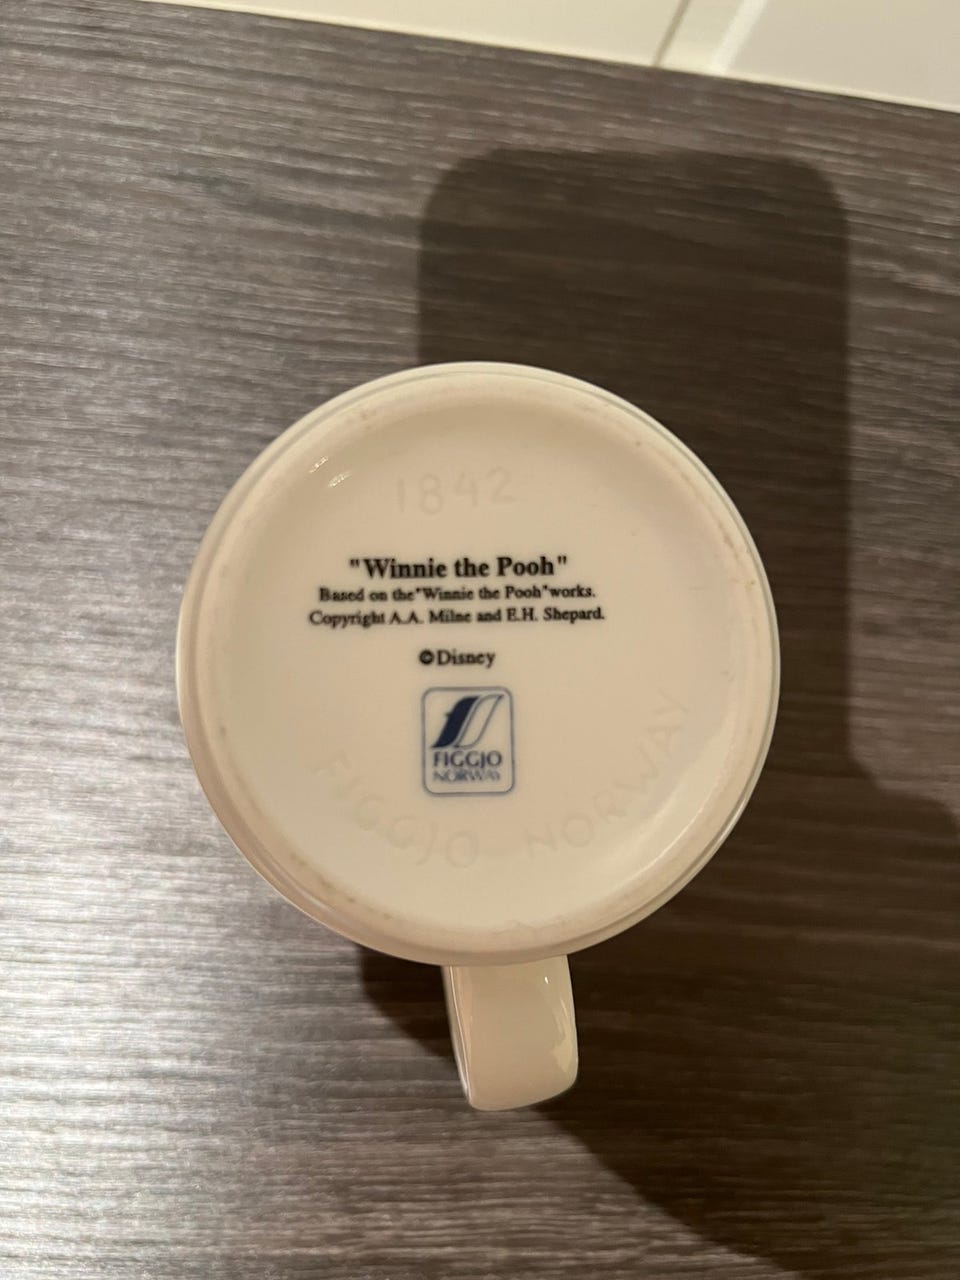 1842
"Winnie the Pooh"
Based on the"Winnie the Pooh"works.
Copyright A.A. Milne and E.H. Shepard.
©Disney
FIGGJO
NORWAY
FIGGJO NORWAY